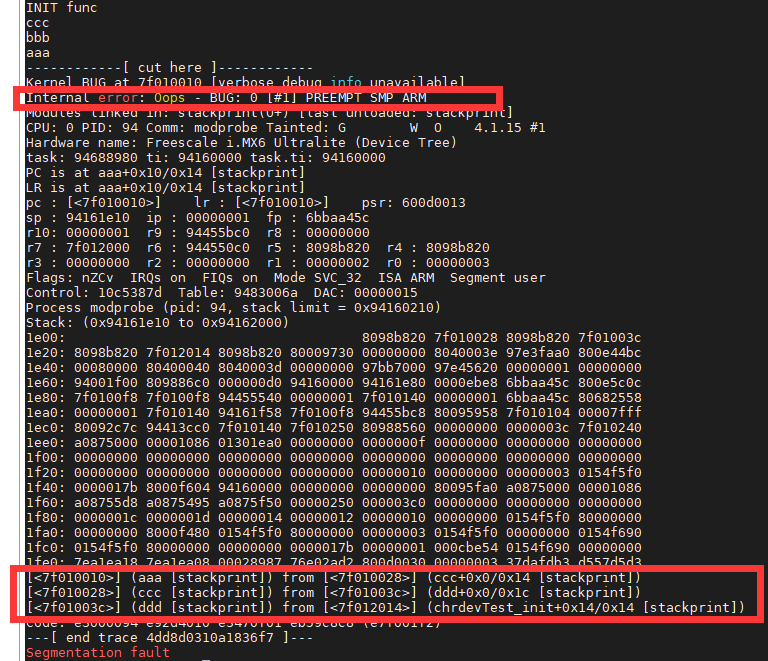 INIT func
ccc
bbb
aaa
------------[ cut here ]------------
Kernel BUG at 7f010010 [verbose debug info unavailable]
Internal error: Oops - BUG: 0 [#1] PREEMPT SMP ARM
Modules linked in: stackprint(O+) [last unloaded: stackprint]
CPU: 0 PID: 94 Comm: modprobe Tainted: G        W  O    4.1.15 #1
Hardware name: Freescale i.MX6 Ultralite (Device Tree)
task: 94688980 ti: 94160000 task.ti: 94160000
PC is at aaa+0x10/0x14 [stackprint]
LR is at aaa+0x10/0x14 [stackprint]
pc : [<7f010010>]    lr : [<7f010010>]    psr: 600d0013
sp : 94161e10  ip : 00000001  fp : 6bbaa45c
r10: 00000001  r9 : 94455bc0  r8 : 00000000
r7 : 7f012000  r6 : 944550c0  r5 : 8098b820  r4 : 8098b820
r3 : 00000000  r2 : 00000000  r1 : 00000002  r0 : 00000003
Flags: nZCv  IRQs on  FIQs on  Mode SVC_32  ISA ARM  Segment user
Control: 10c5387d  Table: 9483006a  DAC: 00000015
Process modprobe (pid: 94, stack limit = 0x94160210)
Stack: (0x94161e10 to 0x94162000)
1e00:                                     8098b820 7f010028 8098b820 7f01003c
1e20: 8098b820 7f012014 8098b820 80009730 00000000 8040003e 97e3faa0 800e44bc
1e40: 00080000 80400040 8040003d 00000000 97bb7000 97e45620 00000001 00000000
1e60: 94001f00 809886c0 000000d0 94160000 94161e80 0000ebe8 6bbaa45c 800e5c0c
1e80: 7f0100f8 7f0100f8 94455540 00000001 7f010140 00000001 6bbaa45c 80682558
1ea0: 00000001 7f010140 94161f58 7f0100f8 94455bc8 80095958 7f010104 00007fff
1ec0: 80092c7c 94413cc0 7f010140 7f010250 80988560 00000000 0000003c 7f010240
1ee0: a0875000 00001086 01301ea0 00000000 0000000f 00000000 00000000 00000000
1f00: 00000000 00000000 00000000 00000000 00000000 00000000 00000000 00000000
1f20: 00000000 00000000 00000000 00000000 00000010 00000000 00000003 0154f5f0
1f40: 0000017b 8000f604 94160000 00000000 00000000 80095fa0 a0875000 00001086
1f60: a08755d8 a0875495 a0875f50 00000250 000003c0 00000000 00000000 00000000
1f80: 0000001c 0000001d 00000014 00000012 00000010 00000000 0154f5f0 80000000
1fa0: 00000000 8000f480 0154f5f0 80000000 00000003 0154f5f0 00000000 0154f690
1fc0: 0154f5f0 80000000 00000000 0000017b 00000001 000cbe54 0154f690 00000000
1fe0: 7ea1ea18 7ea1ea08 00028987 76e02ad2 800d0030 00000003 37dafdb3 d557d5d3
[<7f010010>] (aaa [stackprint]) from [<7f010028>] (ccc+0x0/0x14 [stackprint])
[<7f010028>] (ccc [stackprint]) from [<7f01003c>] (ddd+0x0/0x1c [stackprint])
[<7f01003c>] (ddd [stackprint]) from [<7f012014>] (chrdevTest_init+0x14/0x14 [stackprint])
---[ end trace 4dd8d0310a1836f7 ]---
Segmentation fault